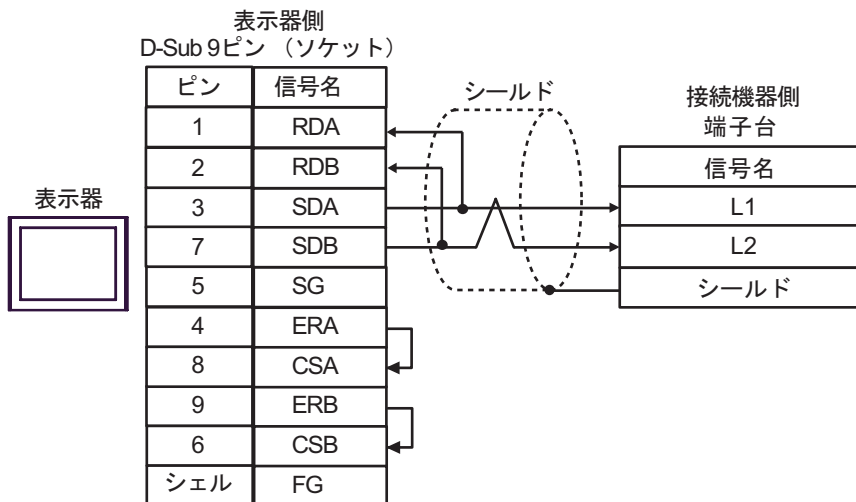 表示器側
D-Sub 9ピン （ソケット）
ピン 信号名
1 RDA
2 RDB
3 SDA
7 SDB
5 SG
4 ERA
8 CSA
9 ERB
6 CSB
シェル FG
表示器
シールド
接続機器側
端子台
信号名
L1
L2
シールド